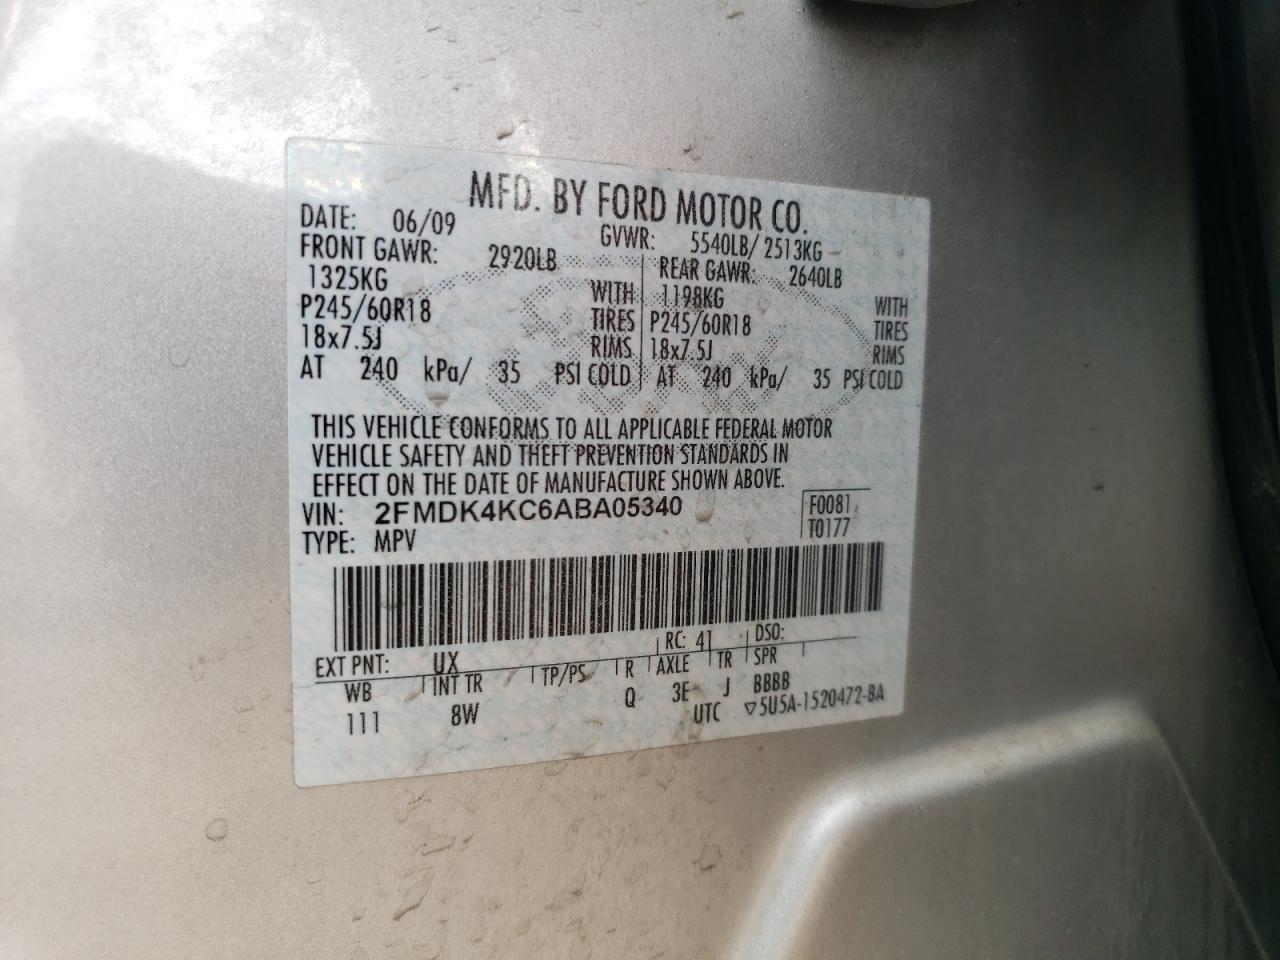 MFD. BY FORD MOTOR CO.
DATE: 06/09 GVWR: 5540LB/ 2513KG
FRONT GAWR: 2920LB REAR GAWR: 2640LB
1325KG WITH 1198KG WITH
P245/60R18 TIRES P245/60R18 TIRES
18x7.5J RIMS 18x7.5J RIMS
AT 240 kPa/ 35 PSI COLD AT 240 kPa/ 35 PSI COLD
THIS VEHICLE CONFORMS TO ALL APPLICABLE FEDERAL MOTOR
VEHICLE SAFETY AND THEFT PREVENTION STANDARDS IN
EFFECT ON THE DATE OF MANUFACTURE SHOWN ABOVE.
VIN: 2FMDK4KC6ABA05340 F0081
TYPE: MPV T0177
EXT PNT: UX RC: 41 DSO:
WB INT TR TP/PS R AXLE TR SPR
111 8W Q 3E J BBBB
UTC ▽5U5A-1520472-BA